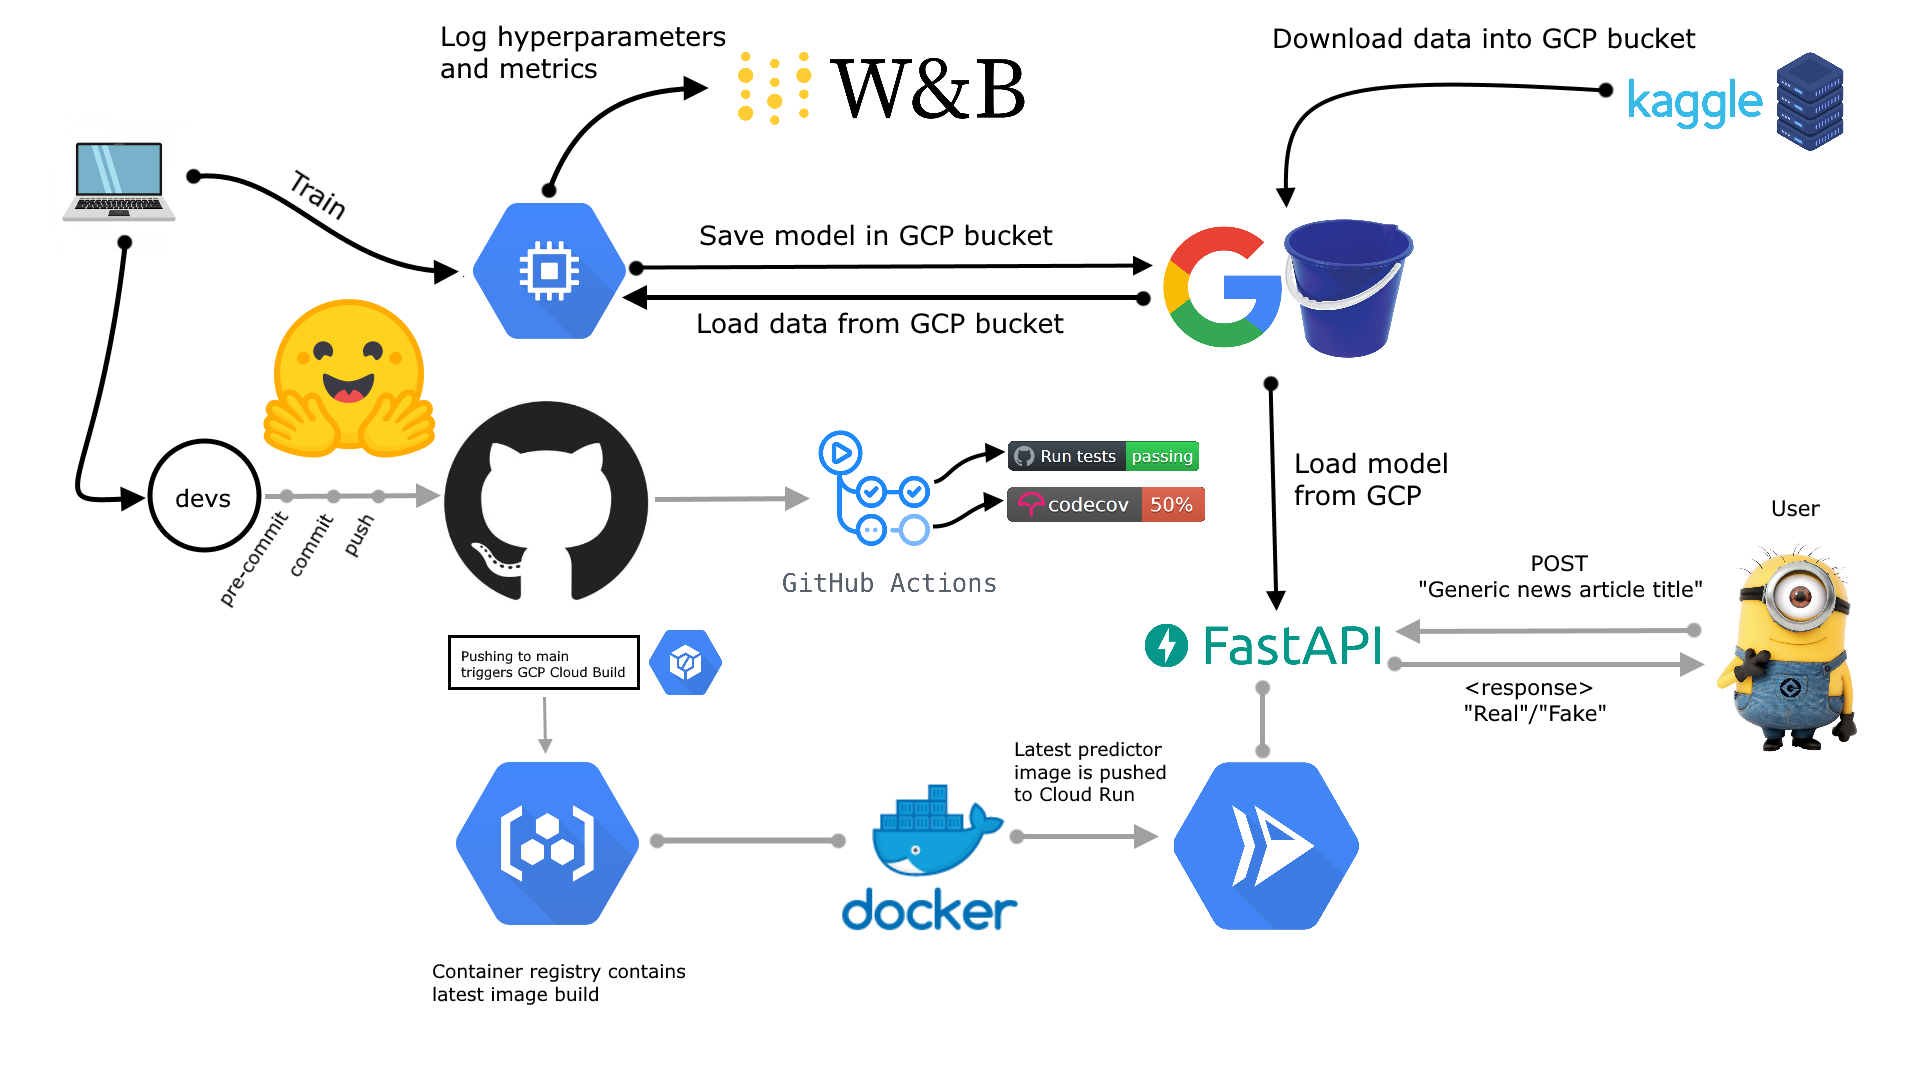 Log hyperparameters
and metrics
W&B
Download data into GCP bucket
kaggle
Train
Save model in GCP bucket
Load data from GCP bucket
devs
pre-commit
commit
push
Run tests passing
codecov 50%
GitHub Actions
Load model
from GCP
User
POST
"Generic news article title"
FastAPI
<response>
"Real"/"Fake"
Pushing to main
triggers GCP Cloud Build
Latest predictor
image is pushed
to Cloud Run
docker
Container registry contains
latest image build